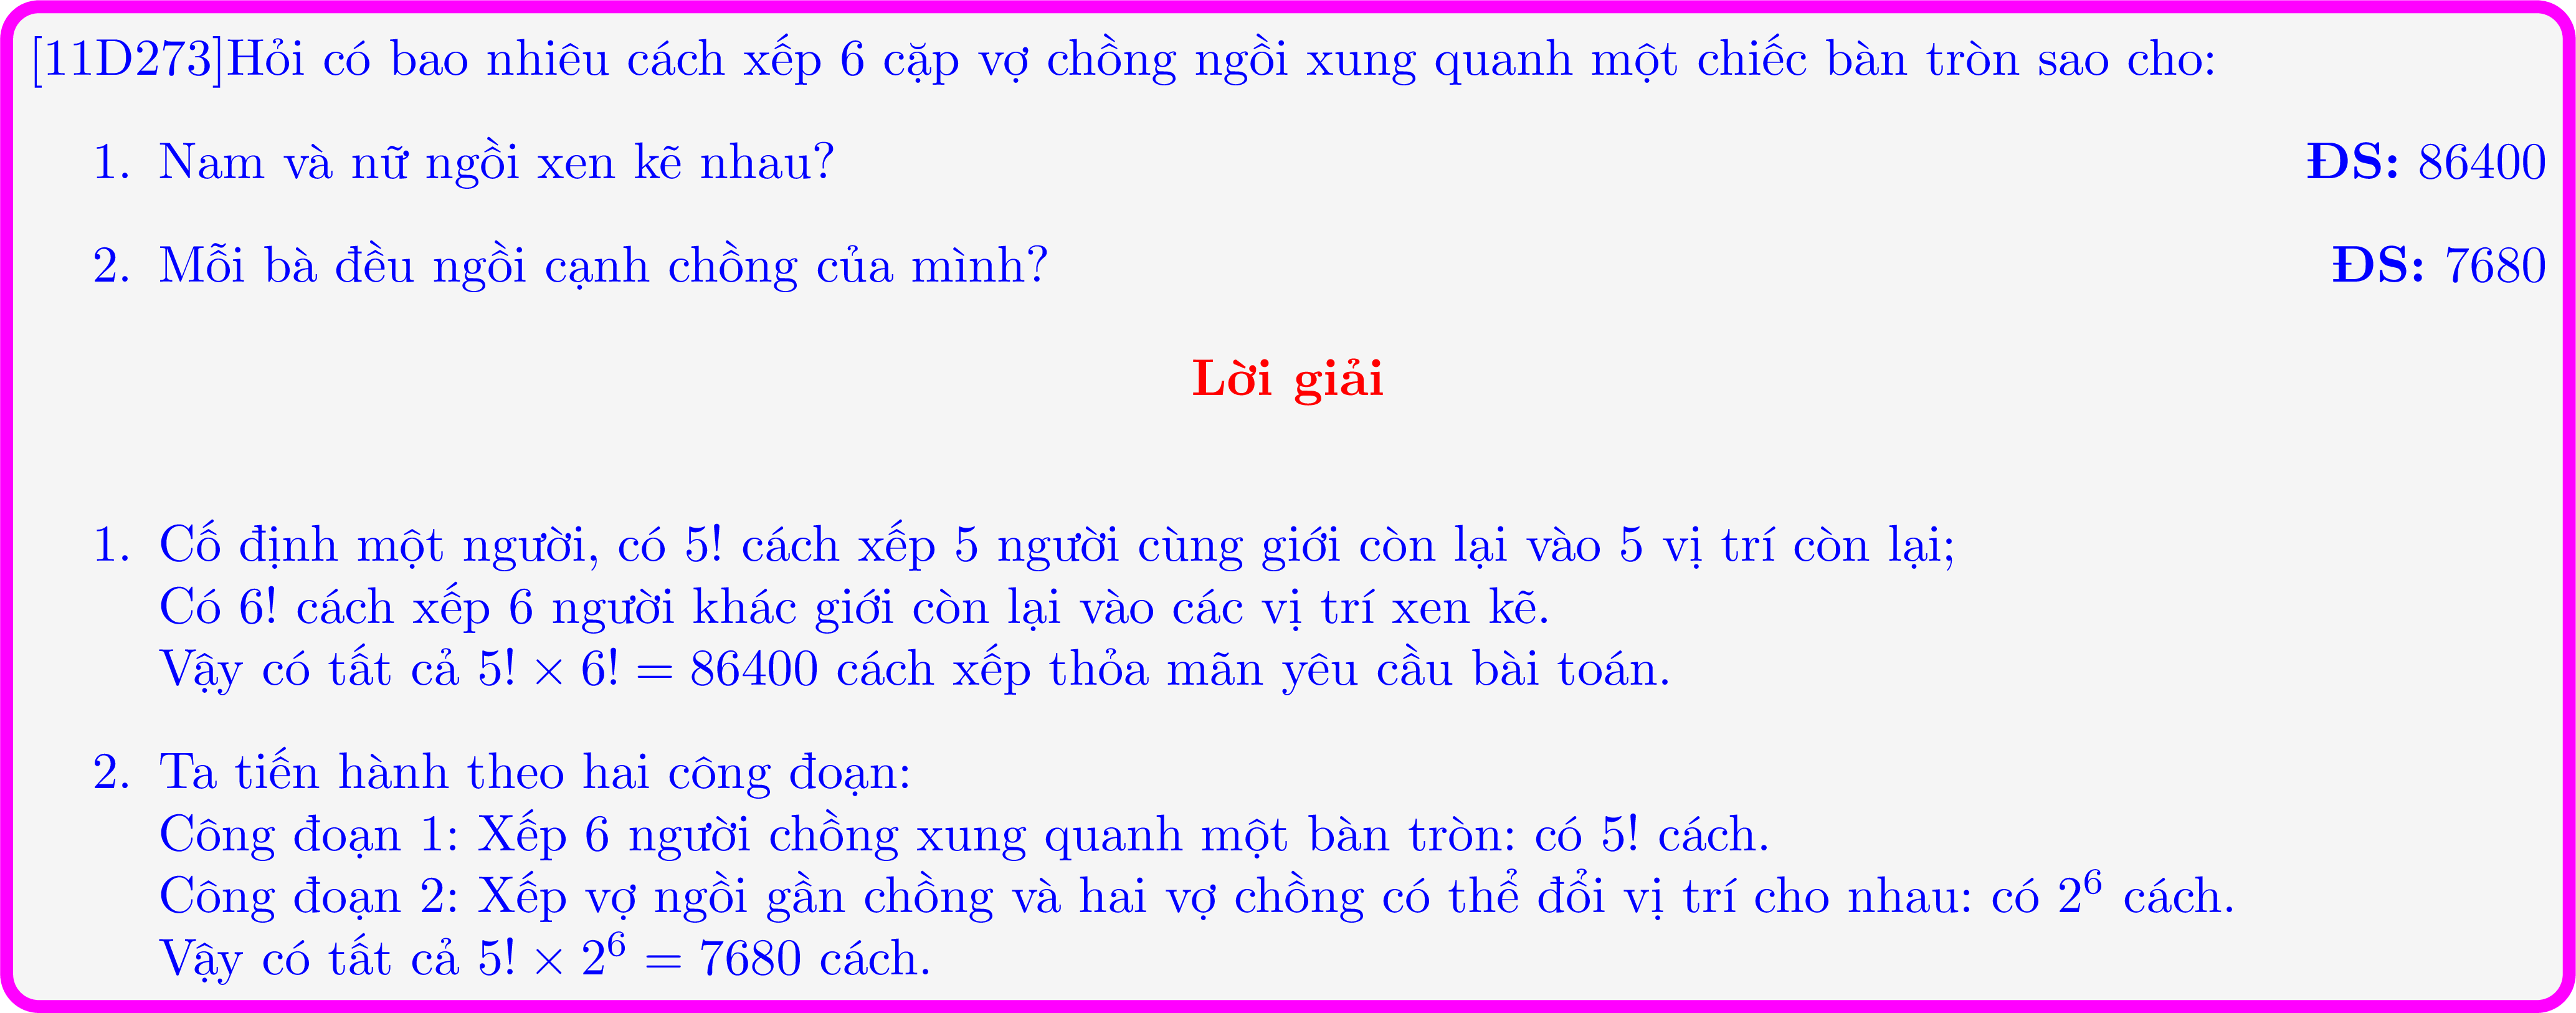 [11D273]Hỏi có bao nhiêu cách xếp 6 cặp vợ chồng ngồi xung quanh một chiếc bàn tròn sao cho:
1. Nam và nữ ngồi xen kẽ nhau? ĐS: 86400
2. Mỗi bà đều ngồi cạnh chồng của mình? ĐS: 7680
Lời giải
1. Cố định một người, có 5! cách xếp 5 người cùng giới còn lại vào 5 vị trí còn lại;
Có 6! cách xếp 6 người khác giới còn lại vào các vị trí xen kẽ.
Vậy có tất cả 5! × 6! = 86400 cách xếp thỏa mãn yêu cầu bài toán.
2. Ta tiến hành theo hai công đoạn:
Công đoạn 1: Xếp 6 người chồng xung quanh một bàn tròn: có 5! cách.
Công đoạn 2: Xếp vợ ngồi gần chồng và hai vợ chồng có thể đổi vị trí cho nhau: có 2⁶ cách.
Vậy có tất cả 5! × 2⁶ = 7680 cách.